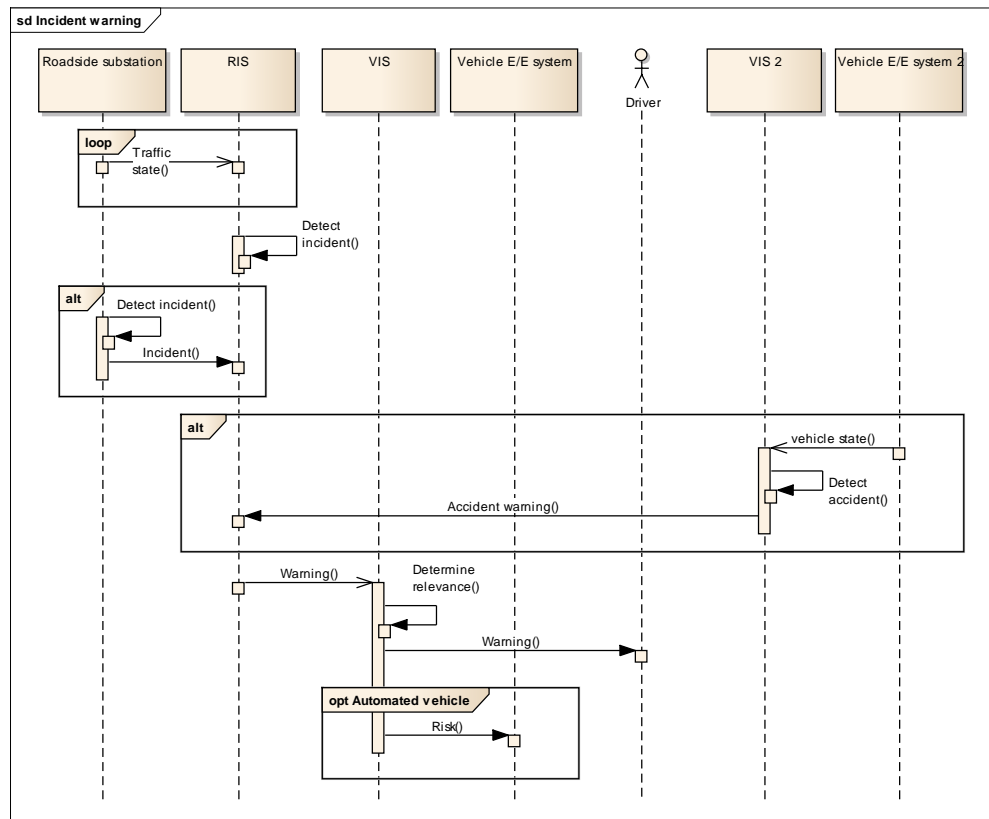 sd Incident warning
Roadside substation
RIS
VIS
Vehicle E/E system
Driver
VIS 2
Vehicle E/E system 2
loop
Traffic
state()
Detect
incident()
alt
Detect incident()
Incident()
alt
vehicle state()
Detect
accident()
Accident warning()
Warning()
Determine
relevance()
Warning()
opt Automated vehicle
Risk()